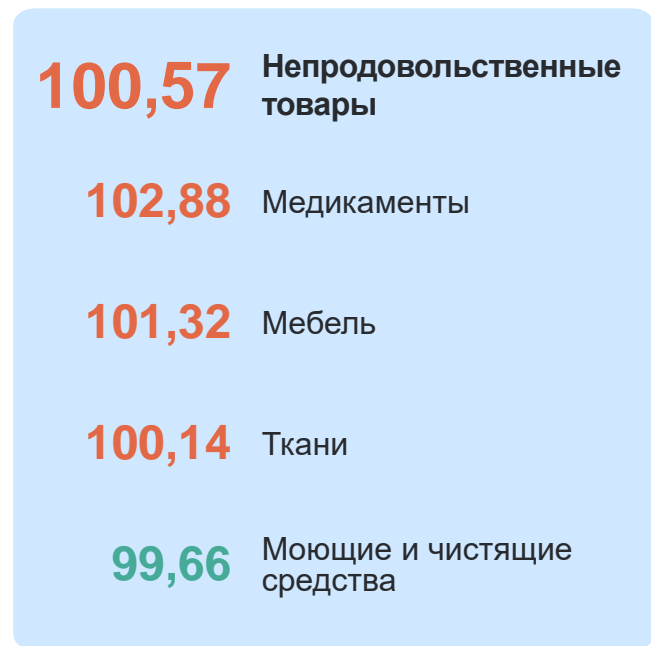 100,57 Непродовольственные
товары
102,88 Медикаменты
101,32 Мебель
100,14 Ткани
99,66 Моющие и чистящие
средства